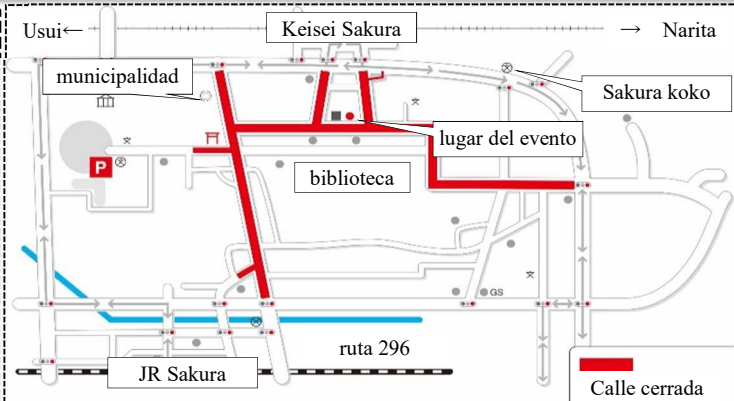 Usui←
Keisei Sakura
→ Narita
municipalidad
Sakura koko
lugar del evento
P
biblioteca
GS
ruta 296
JR Sakura
Calle cerrada